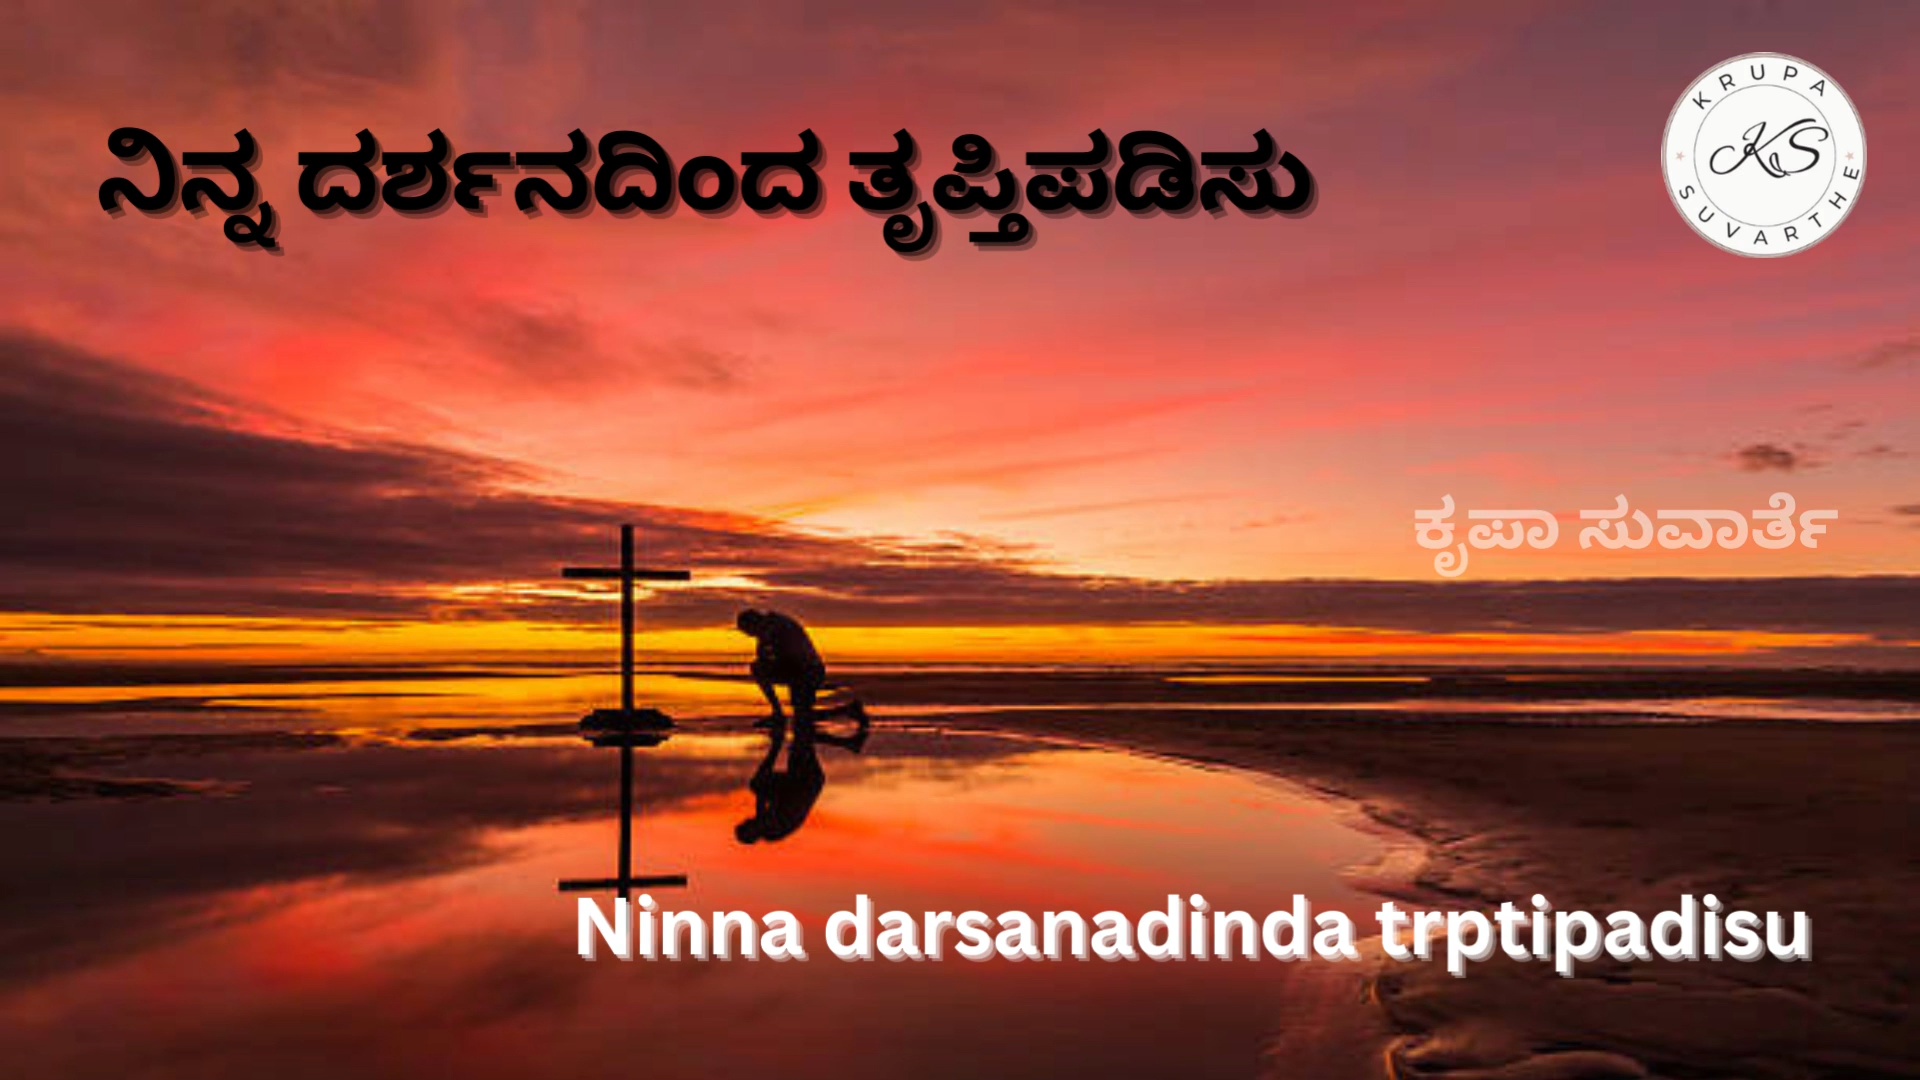 ನಿನ್ನ ದರ್ಶನದಿಂದ ತೃಪ್ತಿಪಡಿಸು
KRUPA
KS
SUVARTHE
ಕೃಪಾ ಸುವಾರ್ತೆ
Ninna darsanadinda trptipadisu